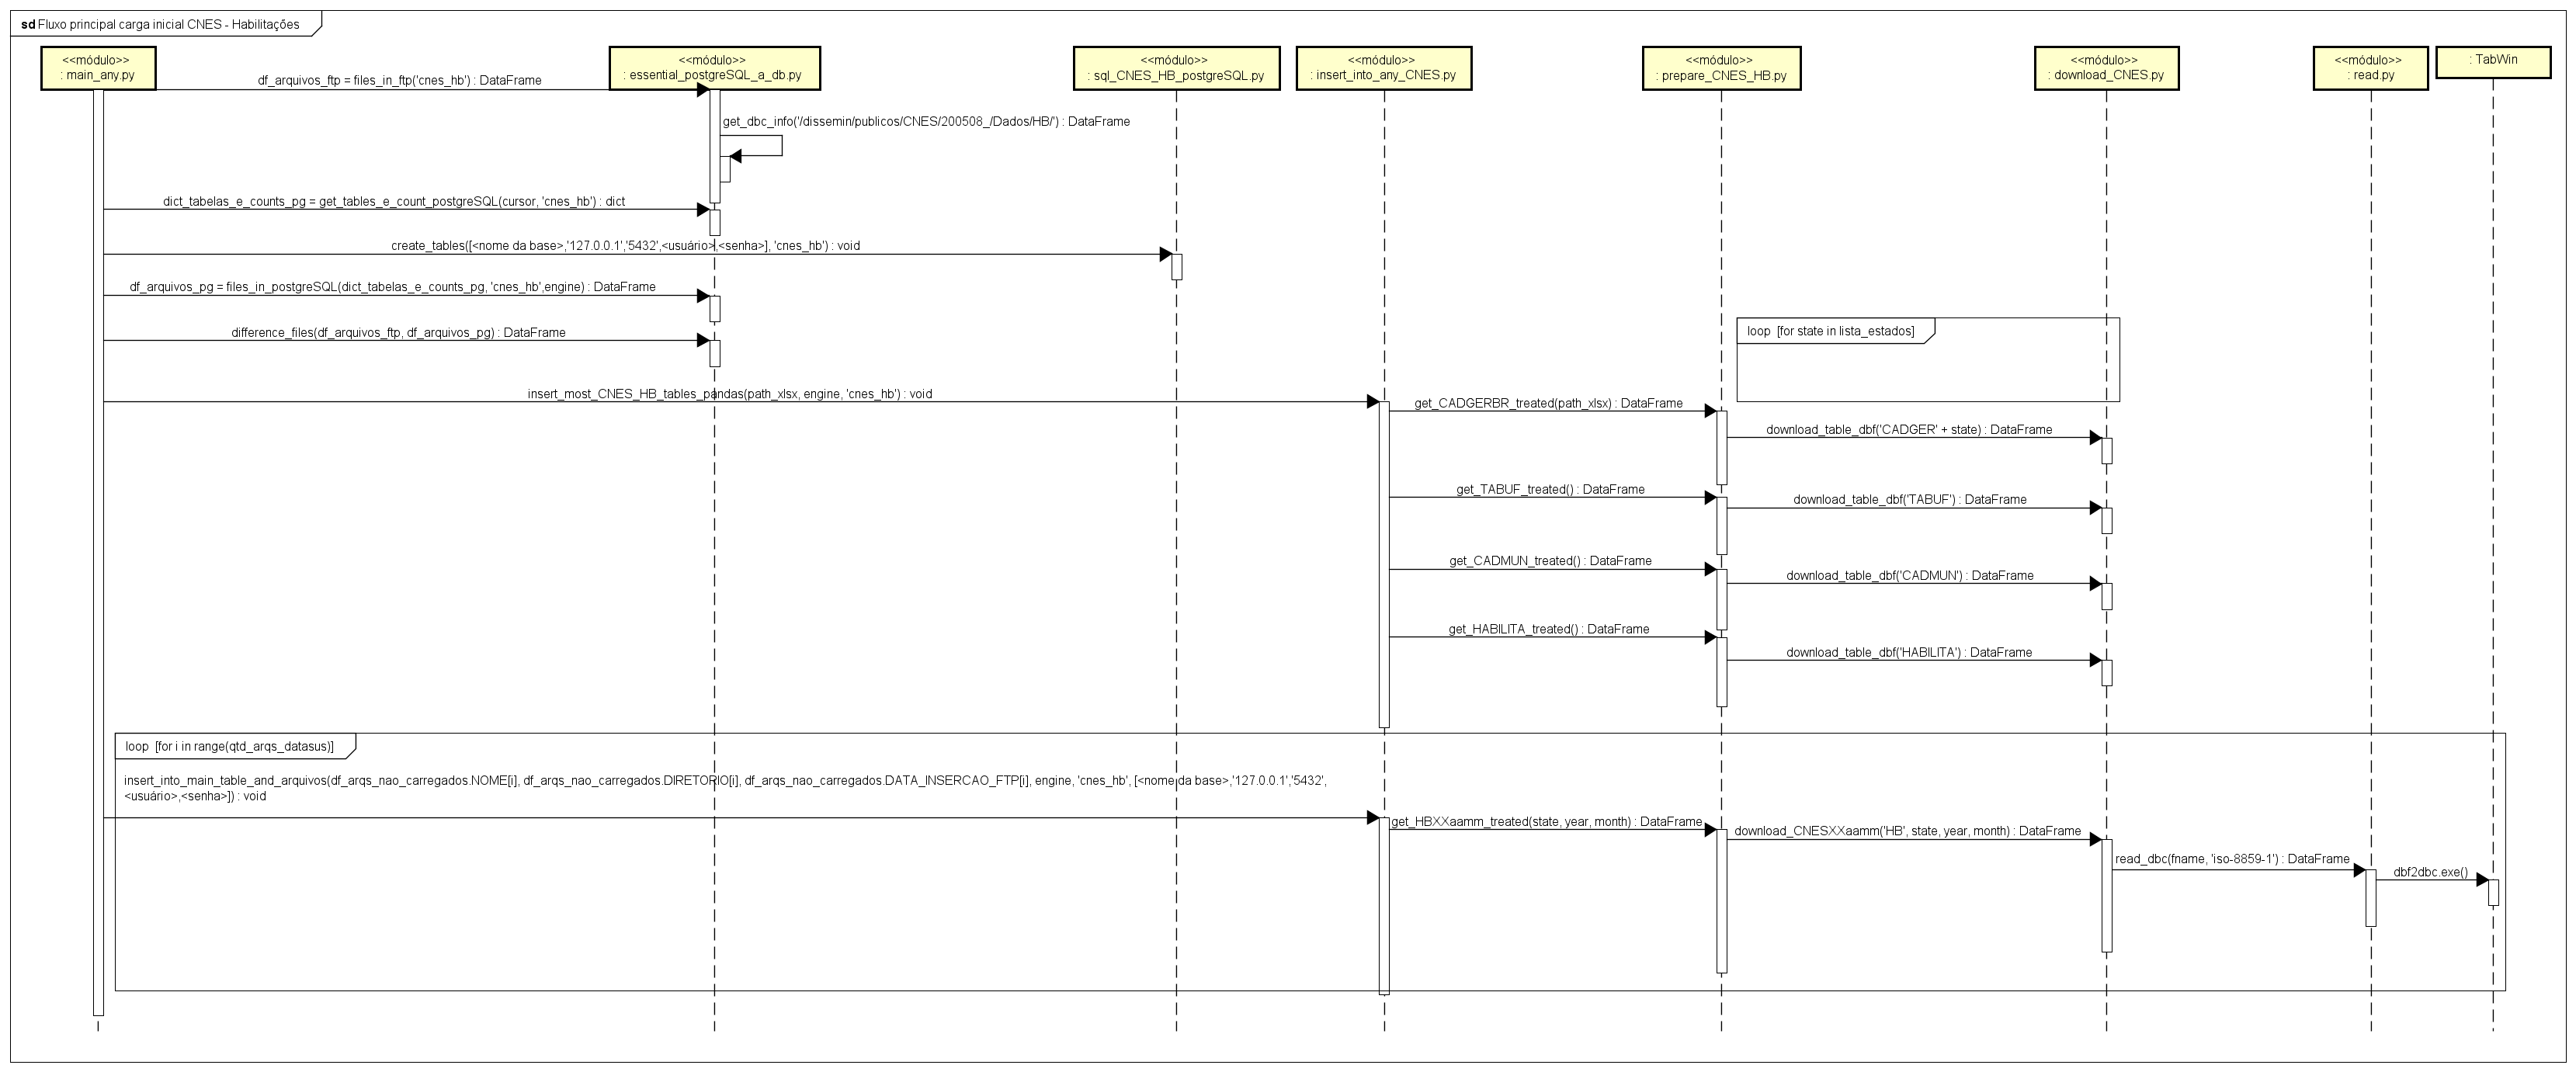 sd Fluxo principal carga inicial CNES - Habilitações
<<módulo>>
: main_any.py
<<módulo>>
: essential_postgreSQL_a_db.py
<<módulo>>
: sql_CNES_HB_postgreSQL.py
<<módulo>>
: insert_into_any_CNES.py
<<módulo>>
: prepare_CNES_HB.py
<<módulo>>
: download_CNES.py
<<módulo>>
: read.py
: TabWin
df_arquivos_ftp = files_in_ftp('cnes_hb') : DataFrame
get_dbc_info('/dissemin/publicos/CNES/200508_/Dados/HB/') : DataFrame
dict_tabelas_e_counts_pg = get_tables_e_count_postgreSQL(cursor, 'cnes_hb') : dict
create_tables([<nome da base>,'127.0.0.1','5432',<usuário>,<senha>], 'cnes_hb') : void
df_arquivos_pg = files_in_postgreSQL(dict_tabelas_e_counts_pg, 'cnes_hb',engine) : DataFrame
difference_files(df_arquivos_ftp, df_arquivos_pg) : DataFrame
loop [for state in lista_estados]
insert_most_CNES_HB_tables_pandas(path_xlsx, engine, 'cnes_hb') : void
get_CADGERBR_treated(path_xlsx) : DataFrame
download_table_dbf('CADGER' + state) : DataFrame
get_TABUF_treated() : DataFrame
download_table_dbf('TABUF') : DataFrame
get_CADMUN_treated() : DataFrame
download_table_dbf('CADMUN') : DataFrame
get_HABILITA_treated() : DataFrame
download_table_dbf('HABILITA') : DataFrame
loop [for i in range(qtd_arqs_datasus)]
insert_into_main_table_and_arquivos(df_arqs_nao_carregados.NOME[i], df_arqs_nao_carregados.DIRETORIO[i], df_arqs_nao_carregados.DATA_INSERCAO_FTP[i], engine, 'cnes_hb', [<nome da base>,'127.0.0.1','5432',
<usuário>,<senha>]) : void
get_HBXXaamm_treated(state, year, month) : DataFrame
download_CNESXXaamm('HB', state, year, month) : DataFrame
read_dbc(fname, 'iso-8859-1') : DataFrame
dbf2dbc.exe()